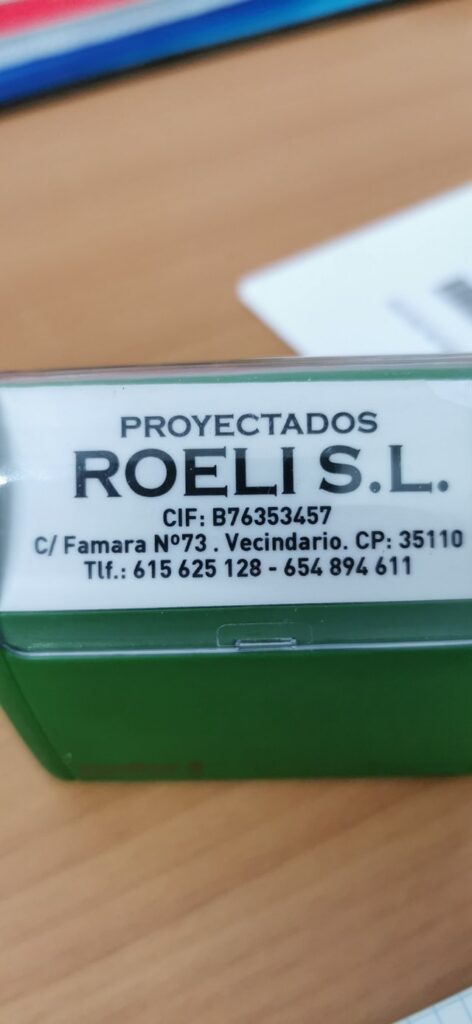 PROYECTADOS
ROELI S.L.
CIF: B76353457
C/ Famara Nº73 . Vecindario. CP: 35110
Tlf.: 615 625 128 - 654 894 611